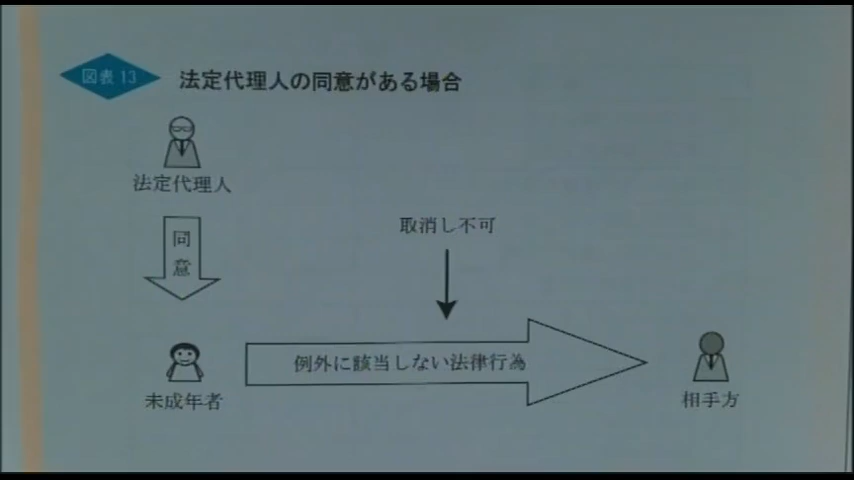 図表 13
法定代理人の同意がある場合
法定代理人
同意
取消し不可
例外に該当しない法律行為
未成年者
相手方